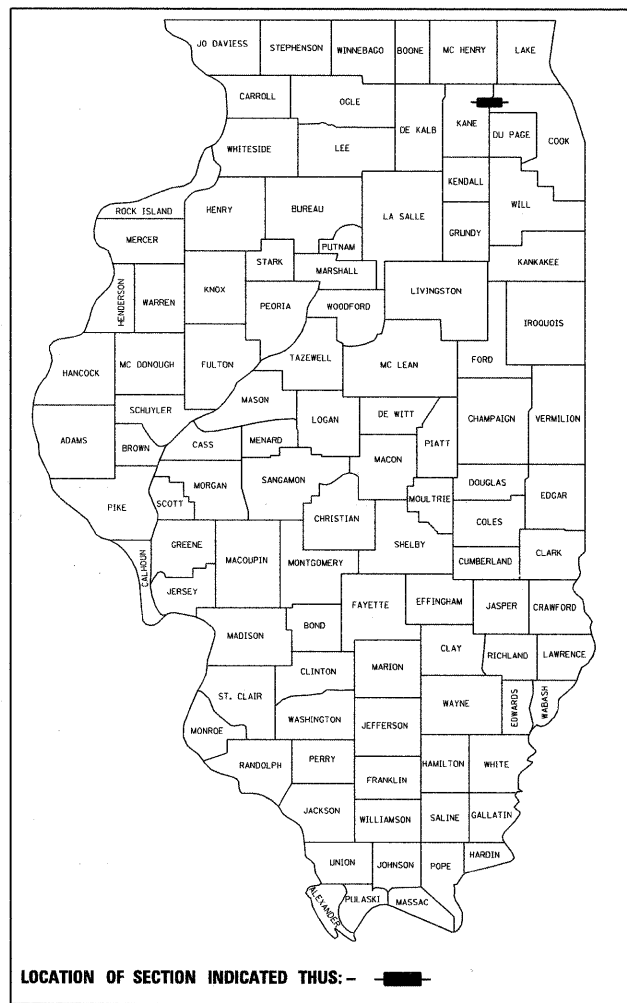 JO DAVIESS
STEPHENSON
WINNEBAGO
BOONE
MC HENRY
LAKE
CARROLL
OGLE
DE KALB
KANE
DU PAGE
COOK
WHITESIDE
LEE
KENDALL
WILL
ROCK ISLAND
HENRY
BUREAU
LA SALLE
GRUNDY
MERCER
PUTNAM
STARK
MARSHALL
KANKAKEE
HENDERSON
WARREN
KNOX
PEORIA
WOODFORD
LIVINGSTON
IROQUOIS
HANCOCK
MC DONOUGH
FULTON
TAZEWELL
MC LEAN
FORD
SCHUYLER
MASON
LOGAN
DE WITT
CHAMPAIGN
VERMILION
ADAMS
BROWN
CASS
MENARD
MACON
PIATT
PIKE
SCOTT
MORGAN
SANGAMON
CHRISTIAN
MOULTRIE
DOUGLAS
EDGAR
COLES
CALHOUN
GREENE
MACOUPIN
MONTGOMERY
SHELBY
CUMBERLAND
CLARK
JERSEY
FAYETTE
EFFINGHAM
JASPER
CRAWFORD
MADISON
BOND
CLAY
RICHLAND
LAWRENCE
CLINTON
MARION
ST. CLAIR
WASHINGTON
JEFFERSON
WAYNE
EDWARDS
WABASH
MONROE
RANDOLPH
PERRY
FRANKLIN
HAMILTON
WHITE
JACKSON
WILLIAMSON
SALINE
GALLATIN
UNION
JOHNSON
POPE
HARDIN
ALEXANDER
PULASKI
MASSAC
LOCATION OF SECTION INDICATED THUS: -